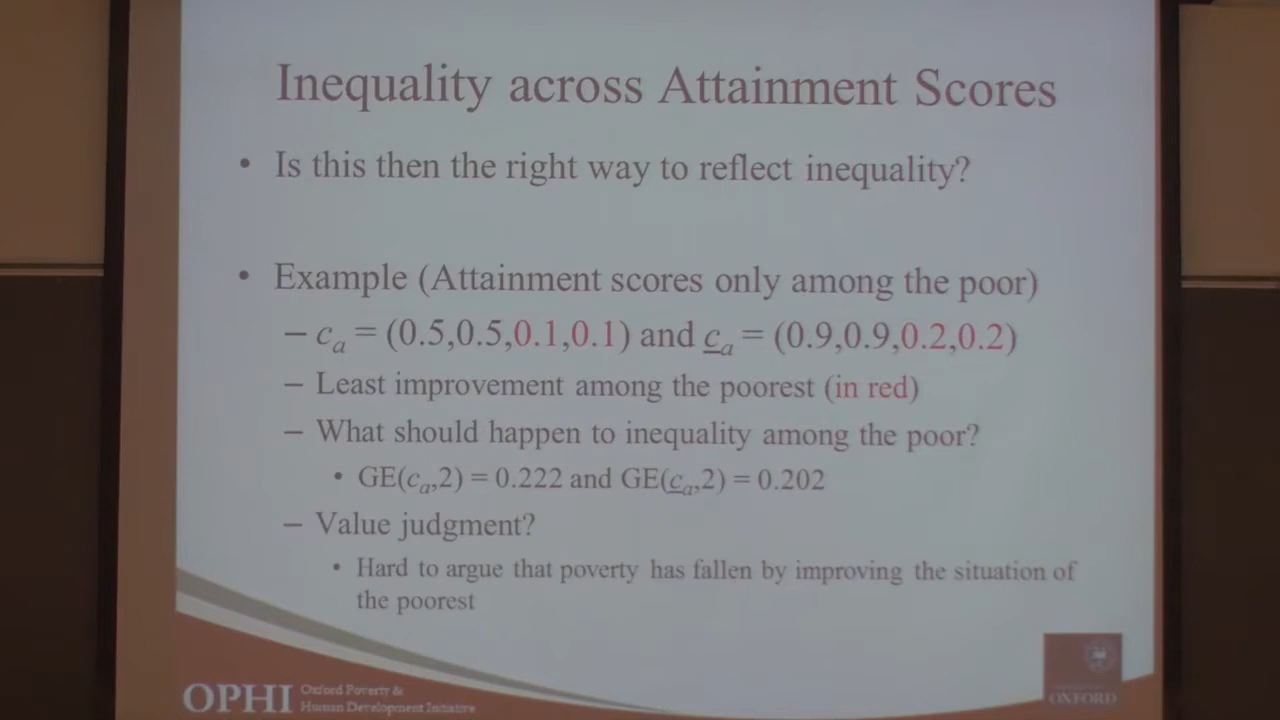 Inequality across Attainment Scores
• Is this then the right way to reflect inequality?
• Example (Attainment scores only among the poor)
– cₐ = (0.5,0.5,0.1,0.1) and c̲ₐ = (0.9,0.9,0.2,0.2)
– Least improvement among the poorest (in red)
– What should happen to inequality among the poor?
• GE(cₐ,2) = 0.222 and GE(c̲ₐ,2) = 0.202
– Value judgment?
• Hard to argue that poverty has fallen by improving the situation of
the poorest
OPHI
Oxford Poverty &
Human Development Initiative
OXFORD